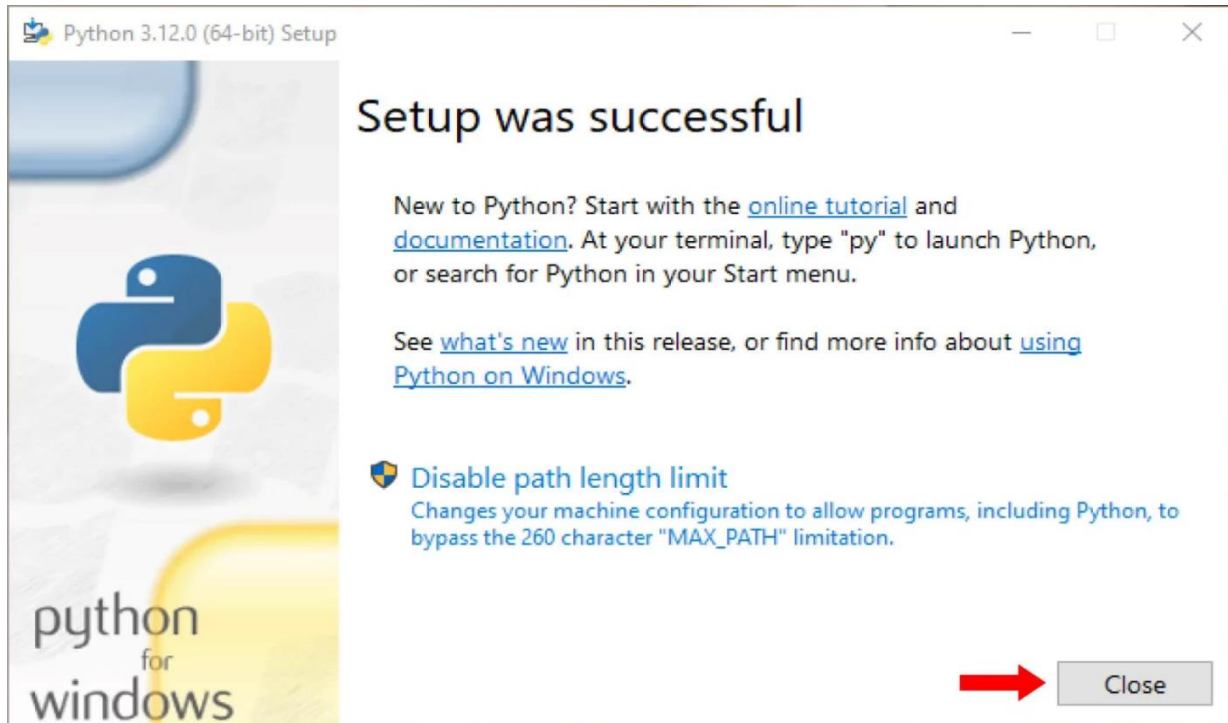 Python 3.12.0 (64-bit) Setup
Setup was successful
New to Python? Start with the online tutorial and
documentation. At your terminal, type "py" to launch Python,
or search for Python in your Start menu.
See what's new in this release, or find more info about using
Python on Windows.
Disable path length limit
Changes your machine configuration to allow programs, including Python, to
bypass the 260 character "MAX_PATH" limitation.
python
for
windows
Close